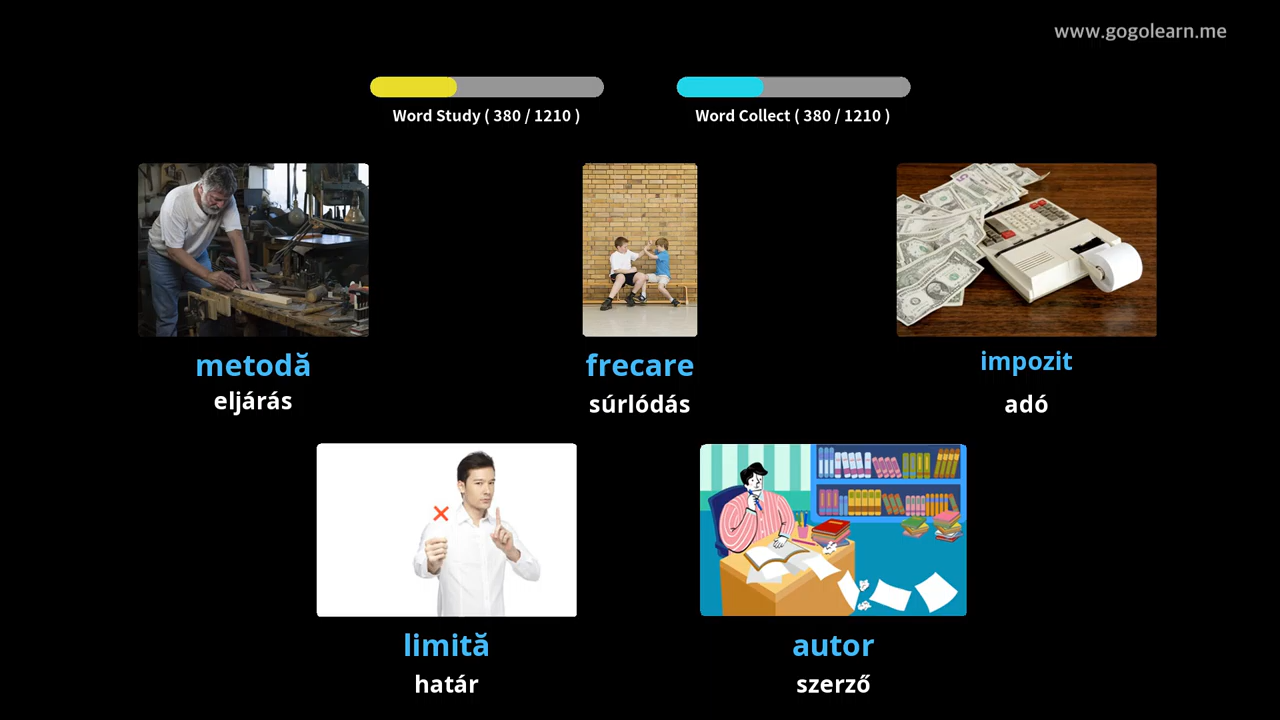 www.gogolearn.me
Word Study ( 380 / 1210 )
Word Collect ( 380 / 1210 )
metodă
eljárás
frecare
súrlódás
impozit
adó
limită
határ
autor
szerző